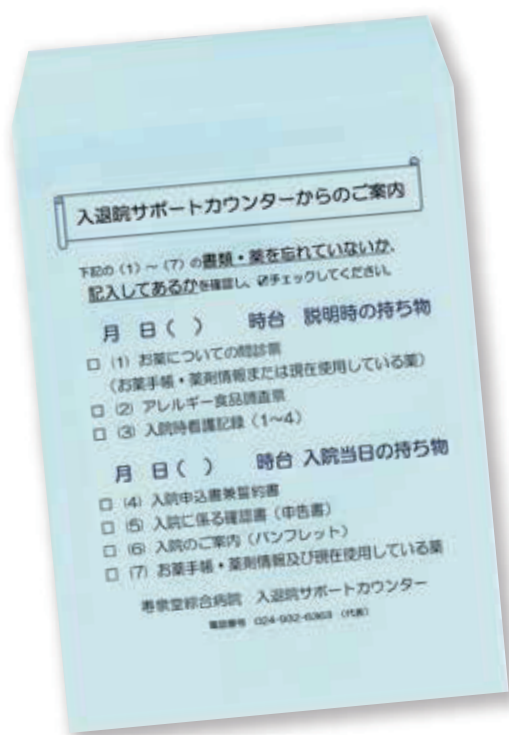 入退院サポートカウンターからのご案内
下記の（1）～（7）の書類・薬を忘れていないか、
記入してあるかを確認し、☑チェックしてください。
月　日（　）　時台　説明時の持ち物
□（1）お薬についての問診票
（お薬手帳・薬剤情報または現在使用している薬）
□（2）アレルギー食品調査票
□（3）入院時看護記録（1～4）
月　日（　）　時台　入院当日の持ち物
□（4）入院申込書兼誓約書
□（5）入院に係る確認書（申告書）
□（6）入院のご案内（パンフレット）
□（7）お薬手帳・薬剤情報及び現在使用している薬
寿泉堂綜合病院　入退院サポートカウンター
電話番号　024-932-6363　（代表）